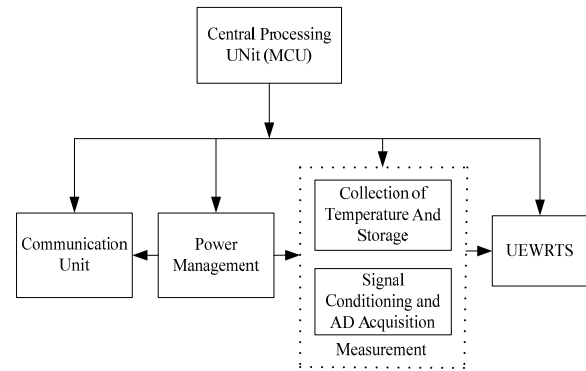 Central Processing
UNit (MCU)
Communication
Unit
Power
Management
Collection of
Temperature And
Storage
Signal
Conditioning and
AD Acquisition
Measurement
UEWRTS